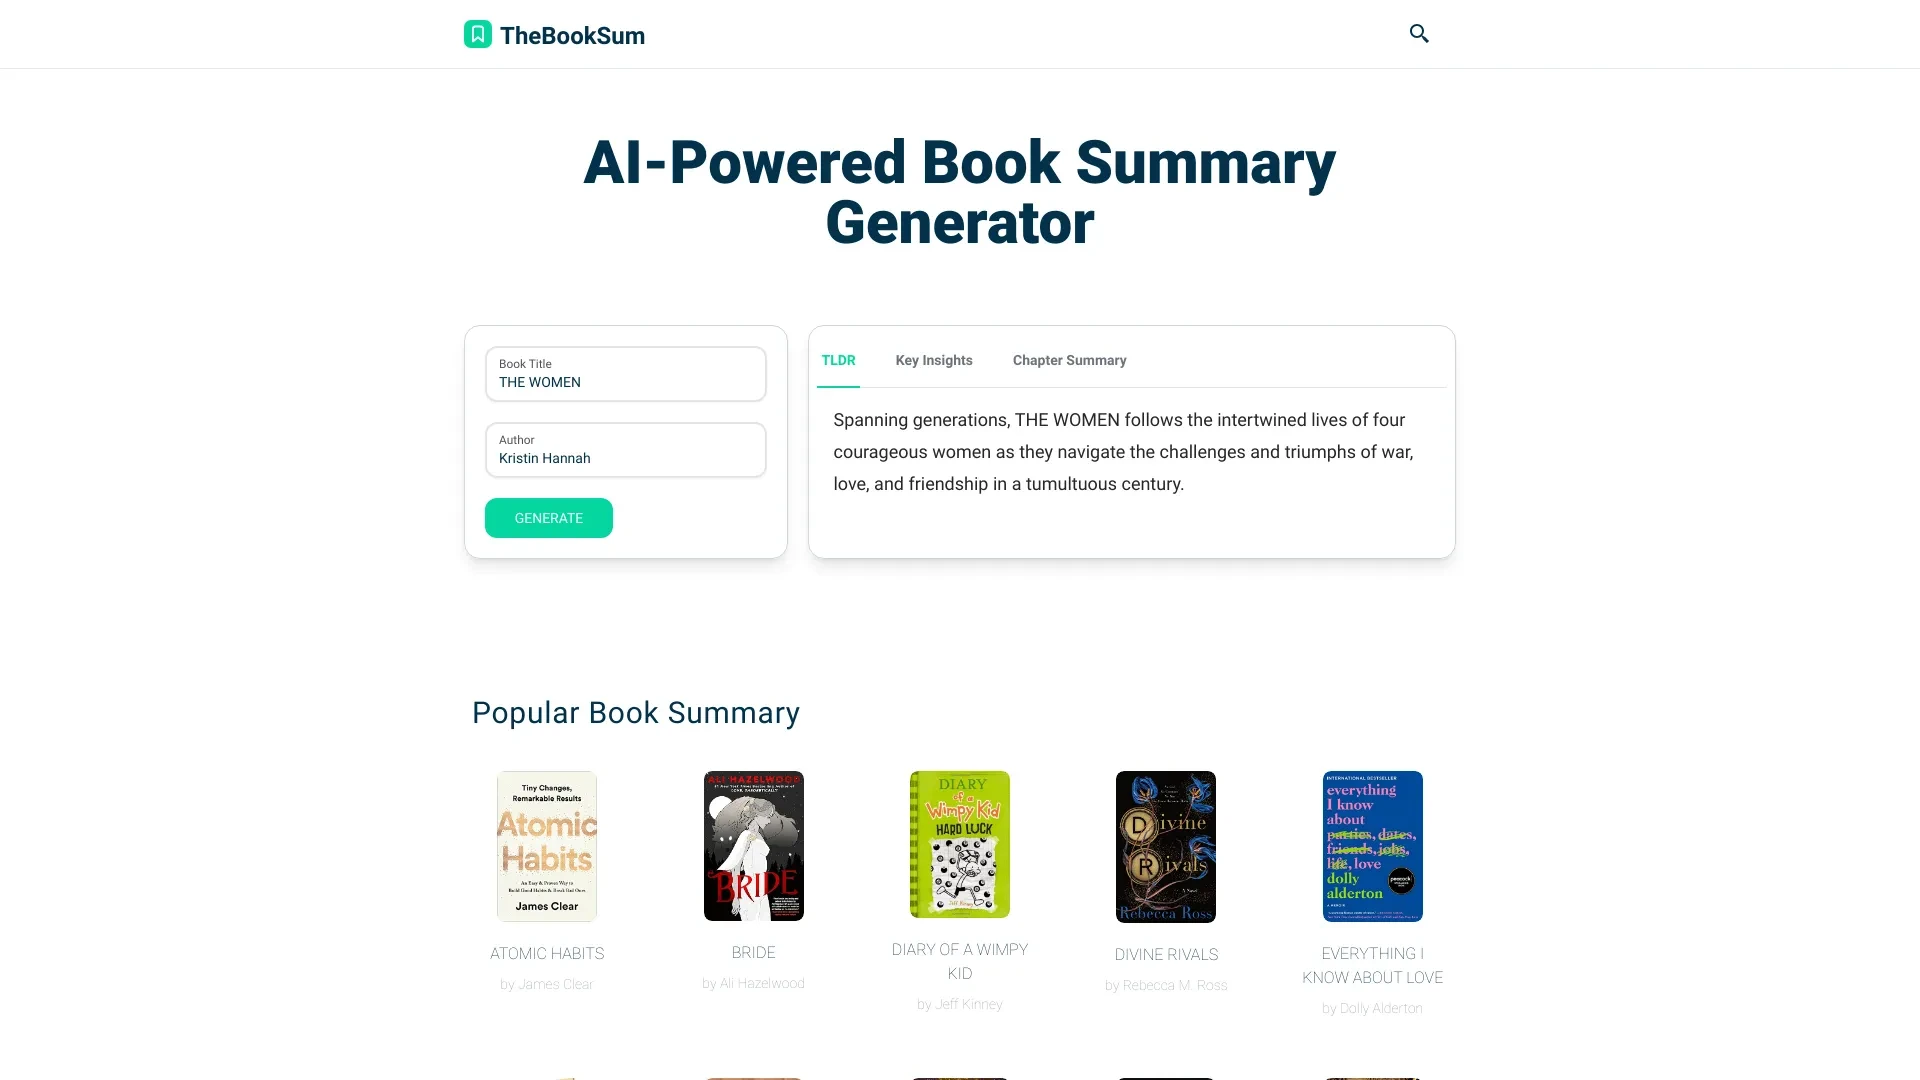 TheBookSum
AI-Powered Book Summary
Generator
Book Title
THE WOMEN
Author
Kristin Hannah
GENERATE
TLDR
Key Insights
Chapter Summary
Spanning generations, THE WOMEN follows the intertwined lives of four
courageous women as they navigate the challenges and triumphs of war,
love, and friendship in a tumultuous century.
Popular Book Summary
Tiny Changes,
Remarkable Results
Atomic
Habits
An Easy & Proven Way to
Build Good Habits & Break Bad Ones
James Clear
ATOMIC HABITS
by James Clear
ALI HAZELWOOD
BRIDE
BRIDE
by Ali Hazelwood
DIARY
of a
Wimpy Kid
HARD LUCK
Jeff Kinney
DIARY OF A WIMPY
KID
by Jeff Kinney
Divine
Rivals
A Novel
Rebecca Ross
DIVINE RIVALS
by Rebecca M. Ross
INTERNATIONAL BESTSELLER
everything
I know
about
parties, dates,
friends, jobs,
life, love
dolly
alderton
peacock
A MEMOIR
EVERYTHING I
KNOW ABOUT LOVE
by Dolly Alderton